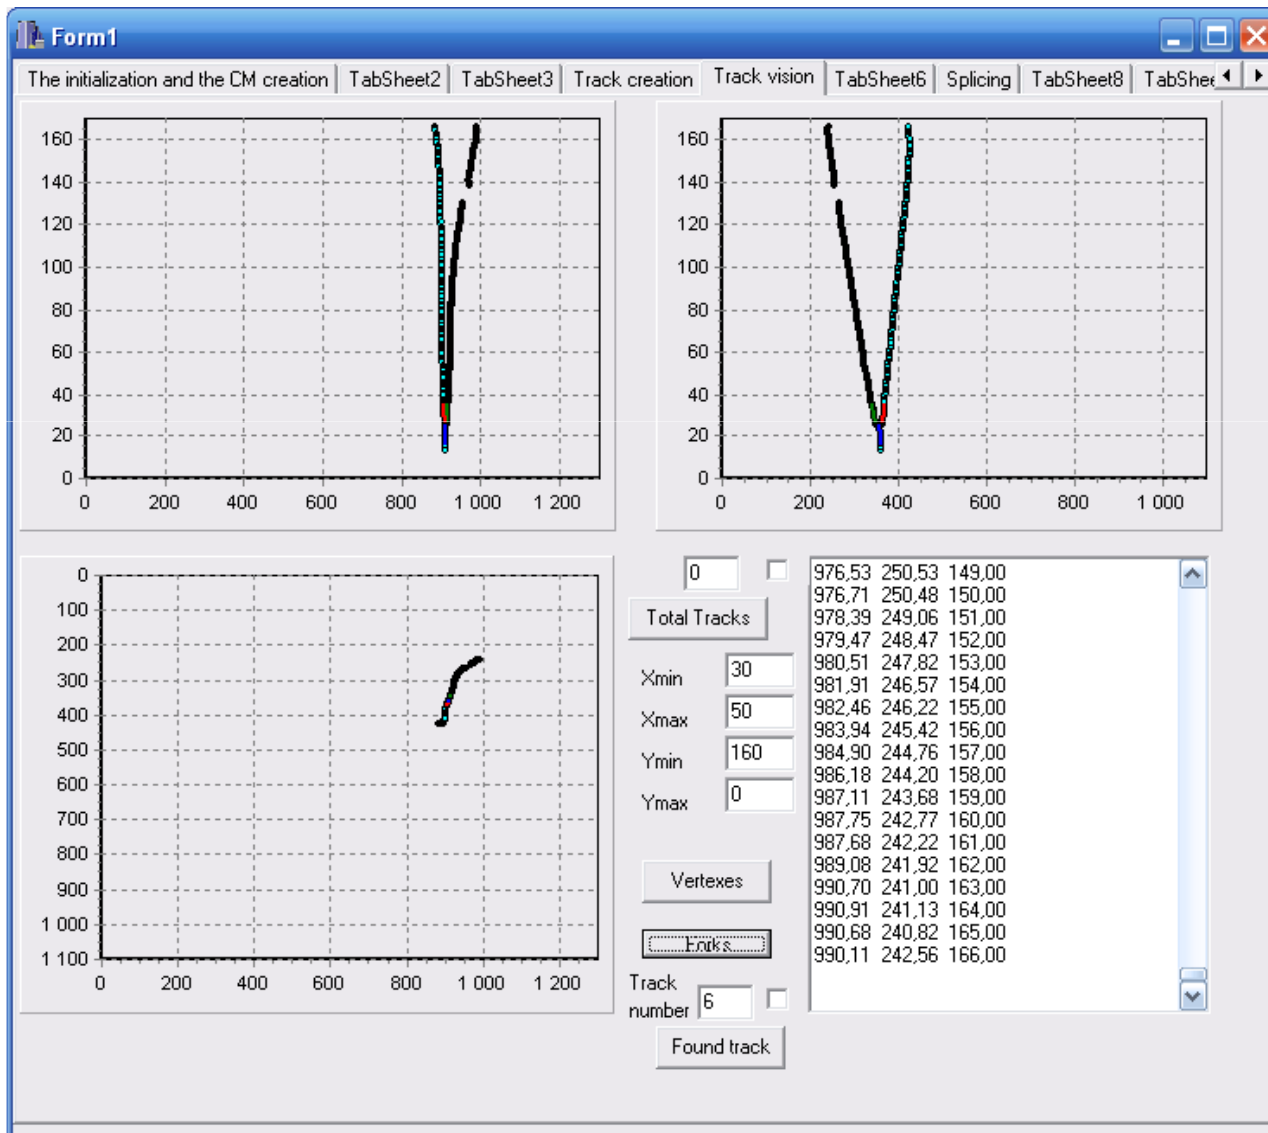 Form1
The initialization and the CM creation TabSheet2 TabSheet3 Track creation Track vision TabSheet6 Splicing TabSheet8 TabShee
160
140
120
100
80
60
40
20
0
0 200 400 600 800 1 000 1 200
160
140
120
100
80
60
40
20
0
0 200 400 600 800 1 000
0
100
200
300
400
500
600
700
800
900
1 000
1 100
0 200 400 600 800 1 000 1 200
0
Total Tracks
Xmin 30
Xmax 50
Ymin 160
Ymax 0
Vertexes
Forks
Track
number 6
Found track
976,53 250,53 149,00
976,71 250,48 150,00
978,39 249,06 151,00
979,47 248,47 152,00
980,51 247,82 153,00
981,91 246,57 154,00
982,46 246,22 155,00
983,94 245,42 156,00
984,90 244,76 157,00
986,18 244,20 158,00
987,11 243,68 159,00
987,75 242,77 160,00
987,68 242,22 161,00
989,08 241,92 162,00
990,70 241,00 163,00
990,91 241,13 164,00
990,68 240,82 165,00
990,11 242,56 166,00